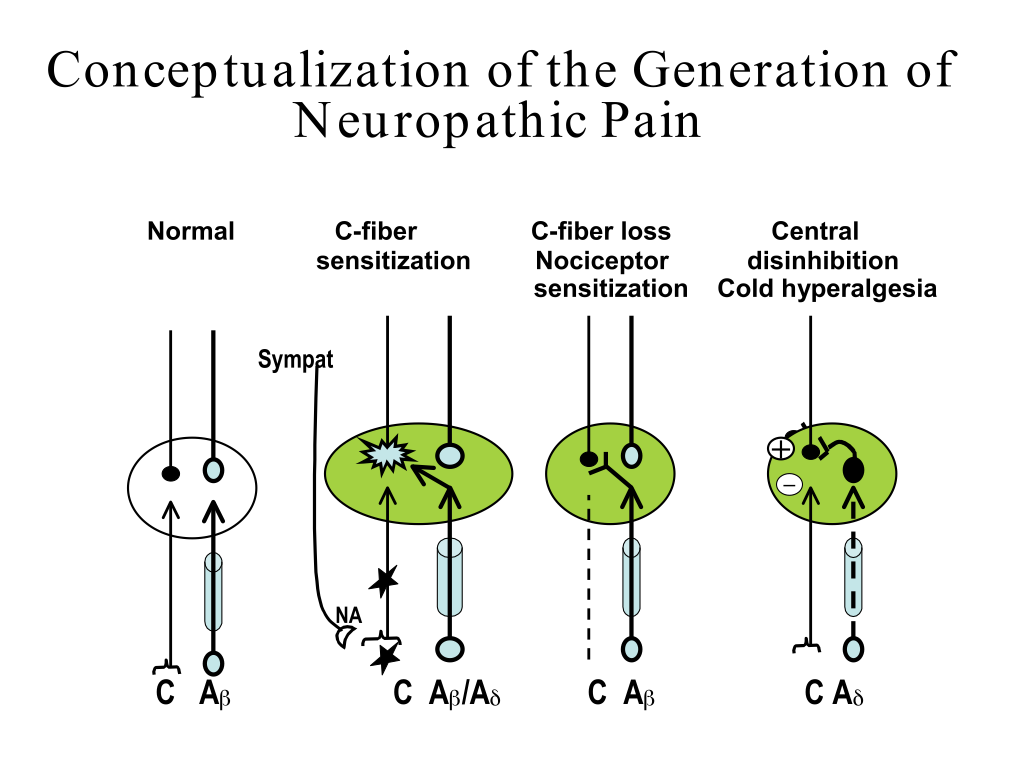 Conceptualization of the Generation of
Neuropathic Pain
Normal
C-fiber
sensitization
C-fiber loss
Nociceptor
sensitization
Central
disinhibition
Cold hyperalgesia
Sympat
+
–
NA
C Aβ
C Aβ/Aδ
C Aβ
C Aδ